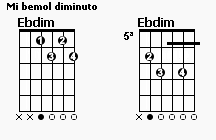 Mi bemol diminuto
Ebdim Ebdim
1 2
3 4
5ª
2
3 4
x x x x